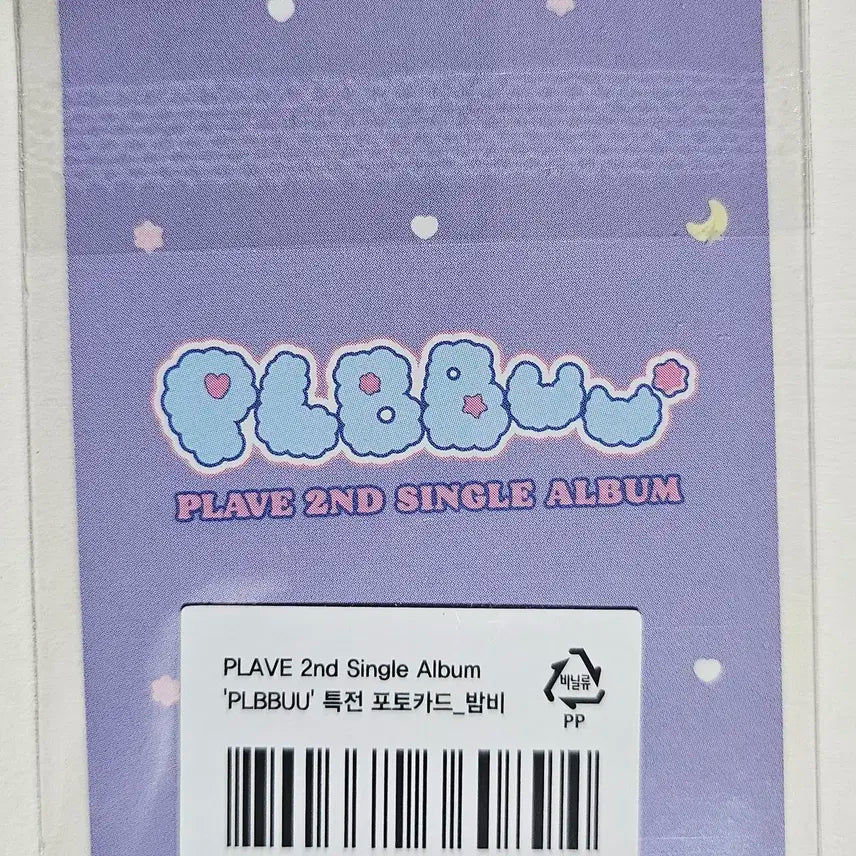 PLBBUU
PLAVE 2ND SINGLE ALBUM
PLAVE 2nd Single Album
'PLBBUU' 특전 포토카드_밤비
비닐류
PP